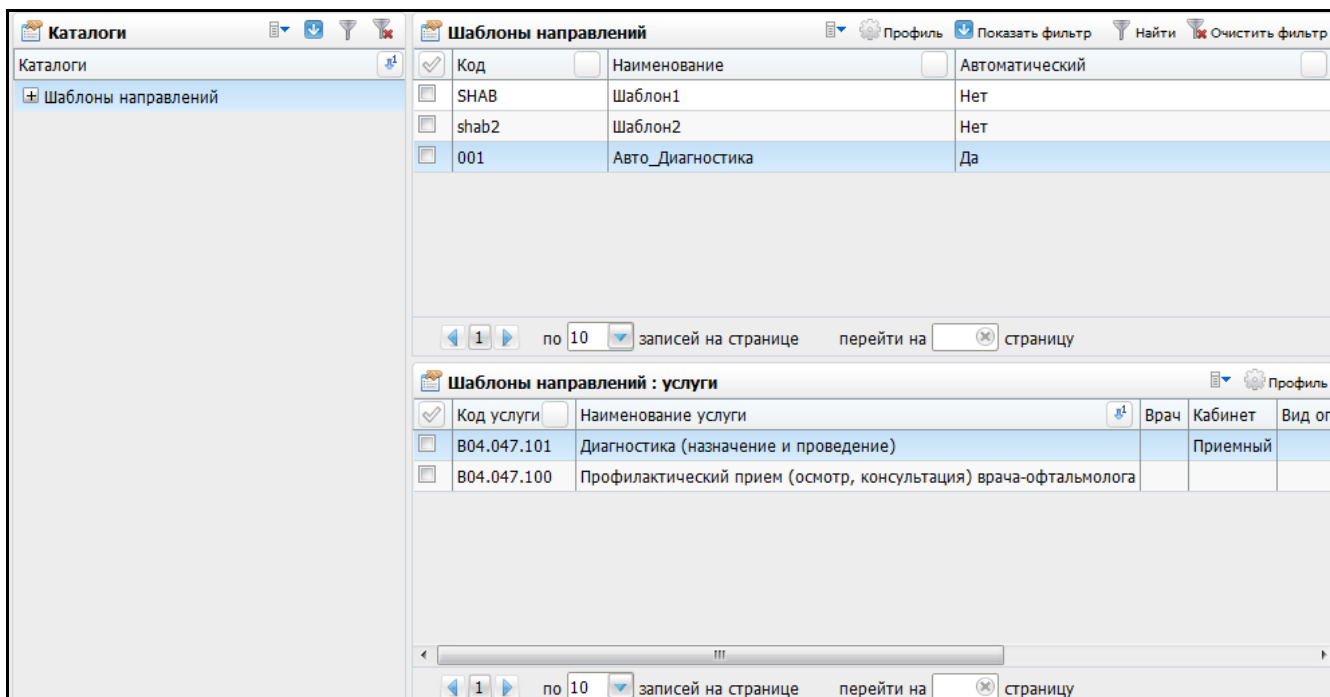 Каталоги
Каталоги
Шаблоны направлений
Шаблоны направлений Профиль Показать фильтр Найти Очистить фильтр
Код Наименование Автоматический
SHAB Шаблон1 Нет
shab2 Шаблон2 Нет
001 Авто_Диагностика Да
1 по 10 записей на странице перейти на страницу
Шаблоны направлений : услуги Профиль
Код услуги Наименование услуги 1 Врач Кабинет Вид оп
B04.047.101 Диагностика (назначение и проведение) Приемный
B04.047.100 Профилактический прием (осмотр, консультация) врача-офтальмолога
1 по 10 записей на странице перейти на страницу